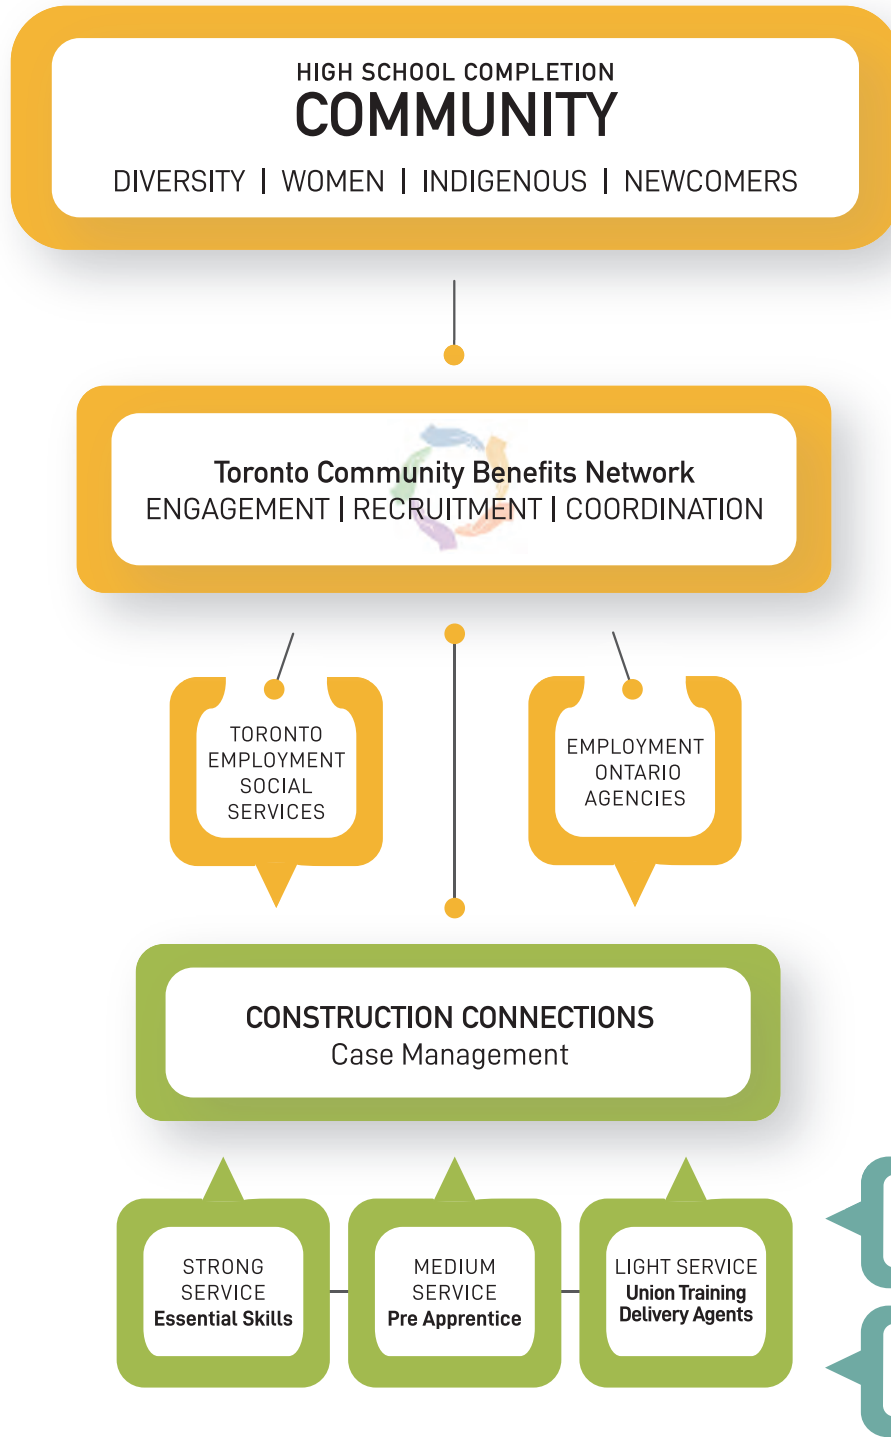 HIGH SCHOOL COMPLETION
COMMUNITY
DIVERSITY | WOMEN | INDIGENOUS | NEWCOMERS
Toronto Community Benefits Network
ENGAGEMENT | RECRUITMENT | COORDINATION
TORONTO
EMPLOYMENT
SOCIAL
SERVICES
EMPLOYMENT
ONTARIO
AGENCIES
CONSTRUCTION CONNECTIONS
Case Management
STRONG
SERVICE
Essential Skills
MEDIUM
SERVICE
Pre Apprentice
LIGHT SERVICE
Union Training
Delivery Agents